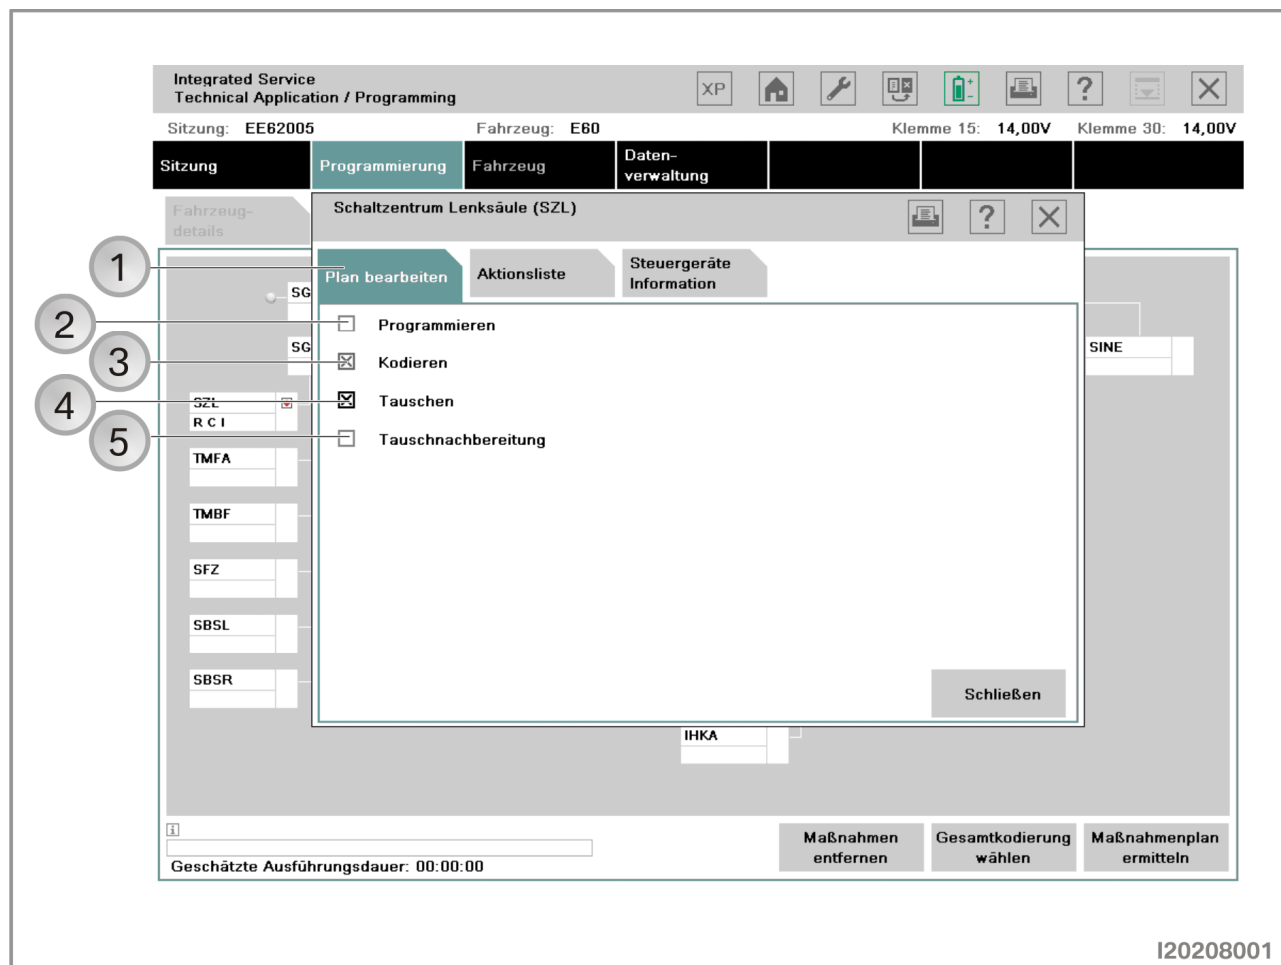 Integrated Service
Technical Application / Programming
XP
?
Sitzung: EE62005 Fahrzeug: E60 Klemme 15: 14,00V Klemme 30: 14,00V
Sitzung Programmierung Fahrzeug Daten-
verwaltung
Fahrzeug-
details
Schaltzentrum Lenksäule (SZL)
?
1
Plan bearbeiten Aktionsliste Steuergeräte
Information
SG
2
Programmieren
SG
SINE
3
Kodieren
4
Tauschen
SZL
R C I
5
Tauschnachbereitung
TMFA
TMBF
SFZ
SBSL
SBSR
Schließen
IHKA
i
Geschätzte Ausführungsdauer: 00:00:00
Maßnahmen
entfernen
Gesamtkodierung
wählen
Maßnahmenplan
ermitteln
I20208001